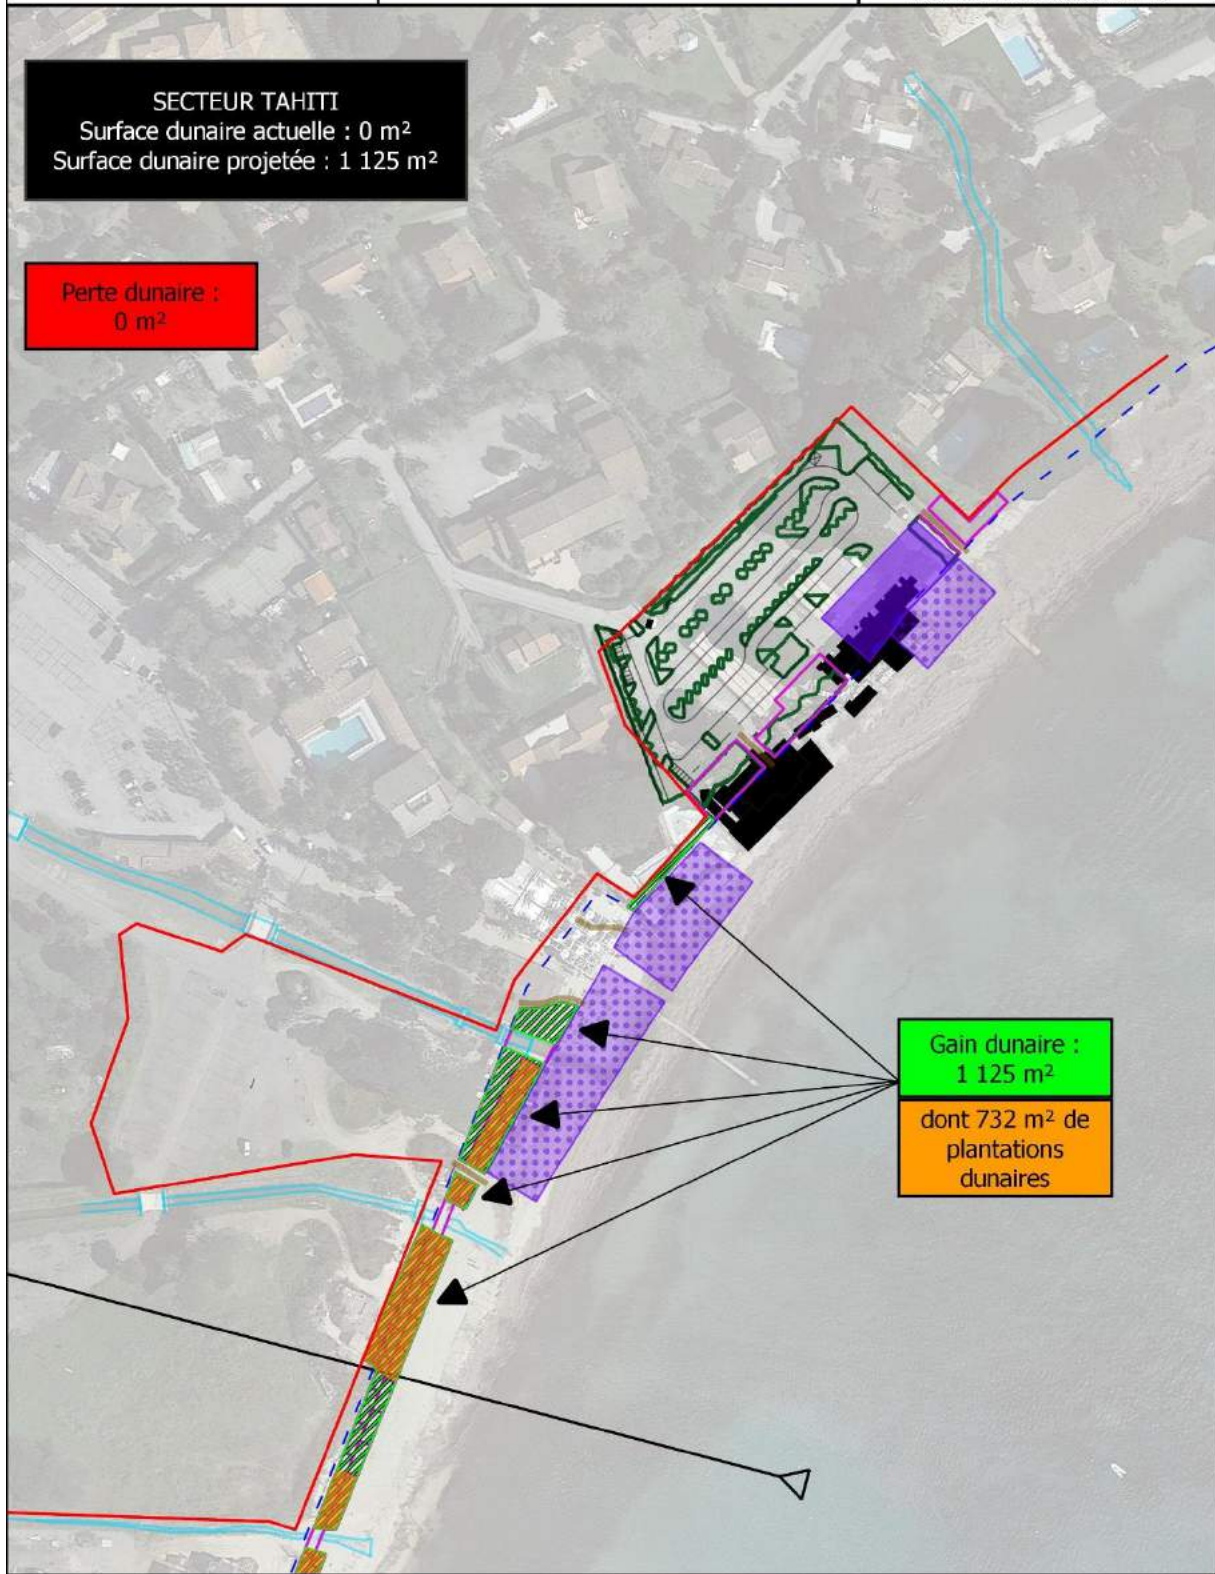 SECTEUR TAHITI
Surface dunaire actuelle : 0 m²
Surface dunaire projetée : 1 125 m²
Perte dunaire :
0 m²
Gain dunaire :
1 125 m²
dont 732 m² de
plantations
dunaires